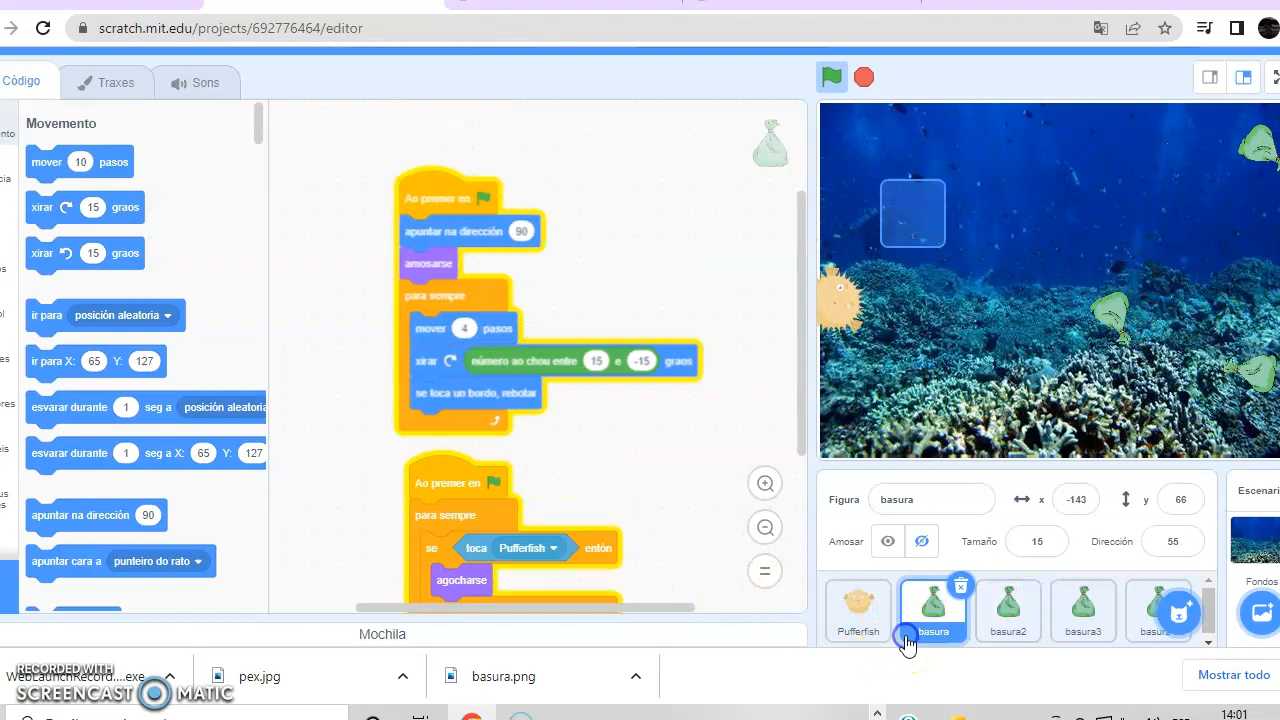 scratch.mit.edu/projects/692776464/editor
Código
Traxes
Sons
Movemento
mover 10 pasos
xirar 15 graos
xirar 15 graos
ir para posición aleatoria
ir para X: 65 Y: 127
esvarar durante 1 seg a posición aleatoria
esvarar durante 1 seg a X: 65 Y: 127
apuntar na dirección 90
apuntar cara a punteiro do rato
Ao premer en
apuntar na dirección 90
amosarse
para sempre
mover 4 pasos
xirar número ao chou entre 15 e -15 graos
se toca un bordo, rebotar
Ao premer en
para sempre
se toca Pufferfish entón
agocharse
Figura basura x -143 y 66
Amosar Tamaño 15 Dirección 55
Pufferfish
basura
basura2
basura3
Escenari
Fondos
Mochila
WebLaunchRecord....exe
pex.jpg
basura.png
Mostrar todo
RECORDED WITH
SCREENCAST MATIC
14:01